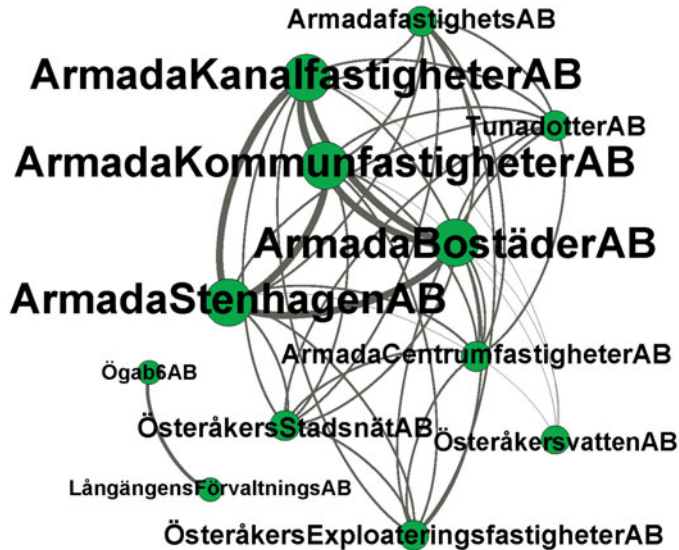 ArmadafastighetsAB
ArmadaKanalfastigheterAB
TunadotterAB
ArmadaKommunfastigheterAB
ArmadaBostäderAB
ArmadaStenhagenAB
ArmadaCentrumfastigheterAB
Ögab6AB
ÖsteråkersStadsnätAB
ÖsteråkersvattenAB
LångängensFörvaltningsAB
ÖsteråkersExploateringsfastigheterAB